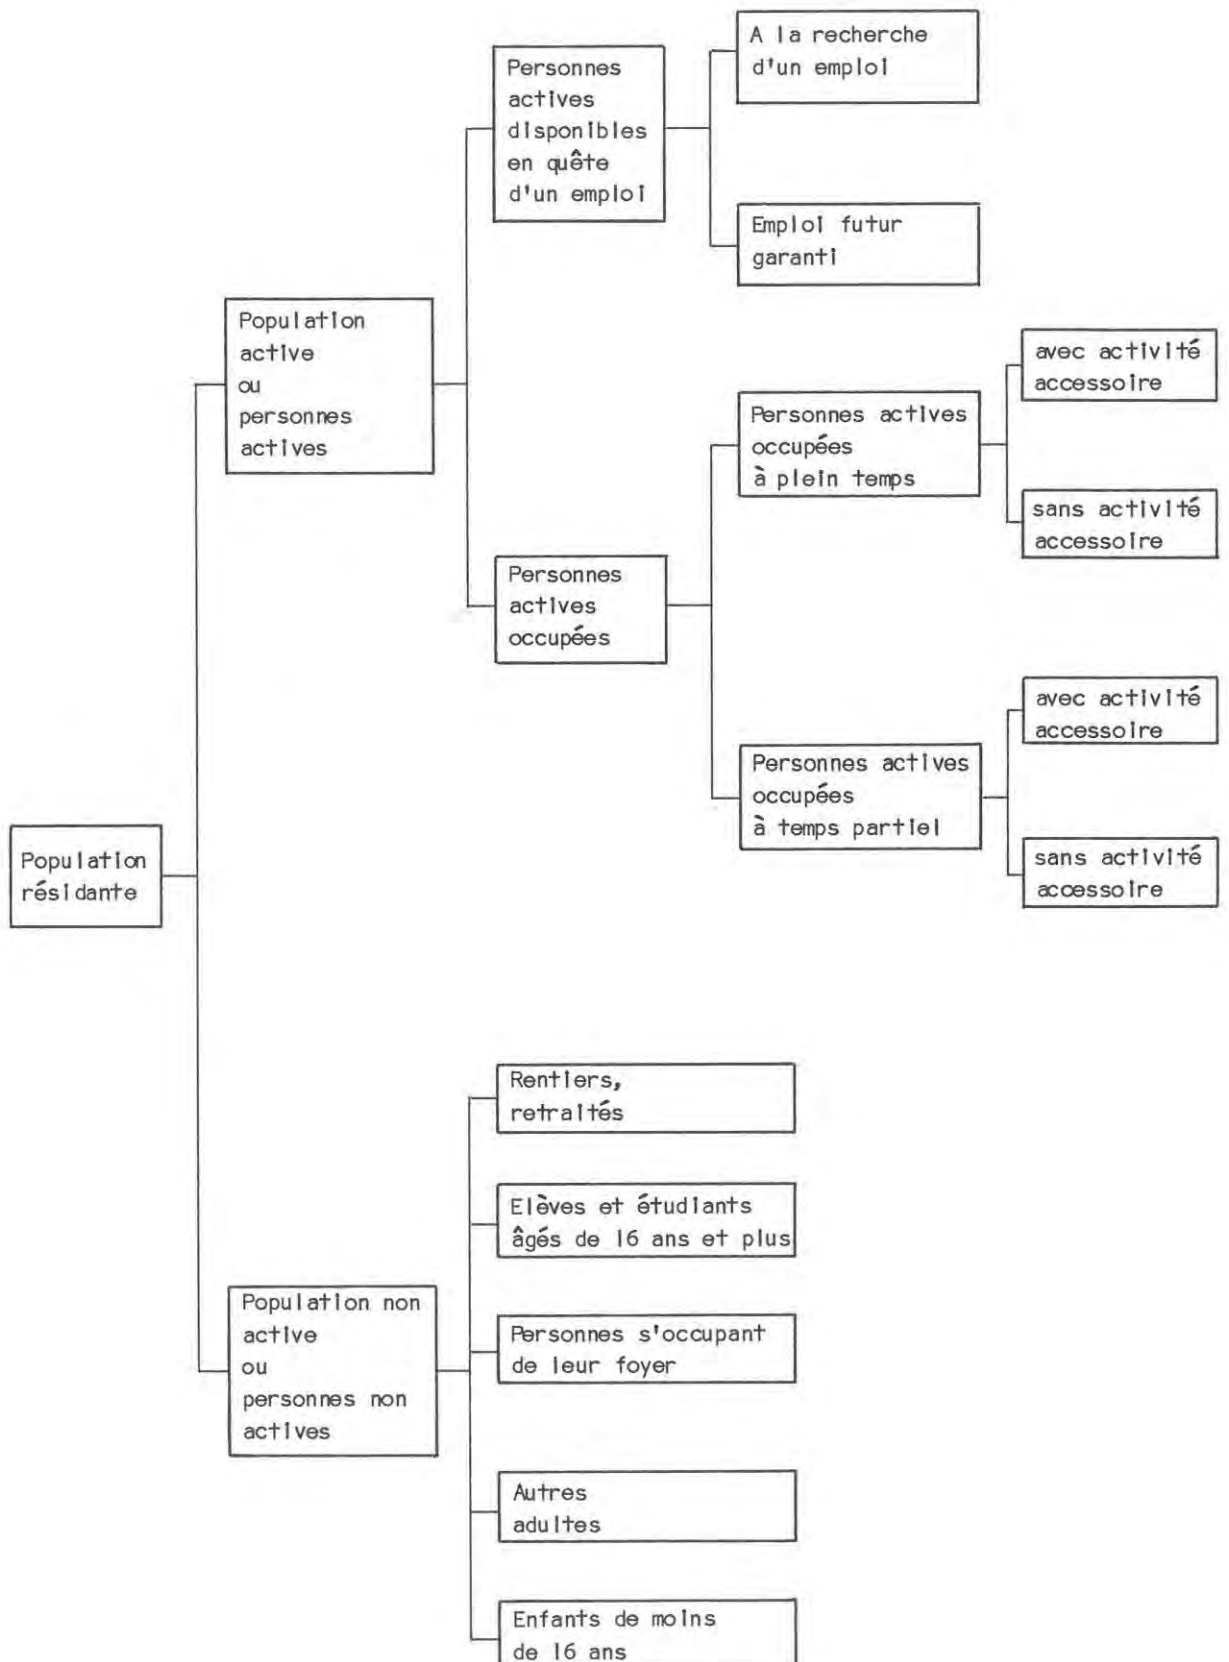 A la recherche
d'un emploi
Personnes
actives
disponibles
en quête
d'un emploi
Emploi futur
garanti
Population
active
ou
personnes
actives
avec activité
accessoire
Personnes actives
occupées
à plein temps
sans activité
accessoire
Personnes
actives
occupées
avec activité
accessoire
Personnes actives
occupées
à temps partiel
sans activité
accessoire
Population
résidante
Rentiers,
retraités
Elèves et étudiants
âgés de 16 ans et plus
Population non
active
ou
personnes non
actives
Personnes s'occupant
de leur foyer
Autres
adultes
Enfants de moins
de 16 ans